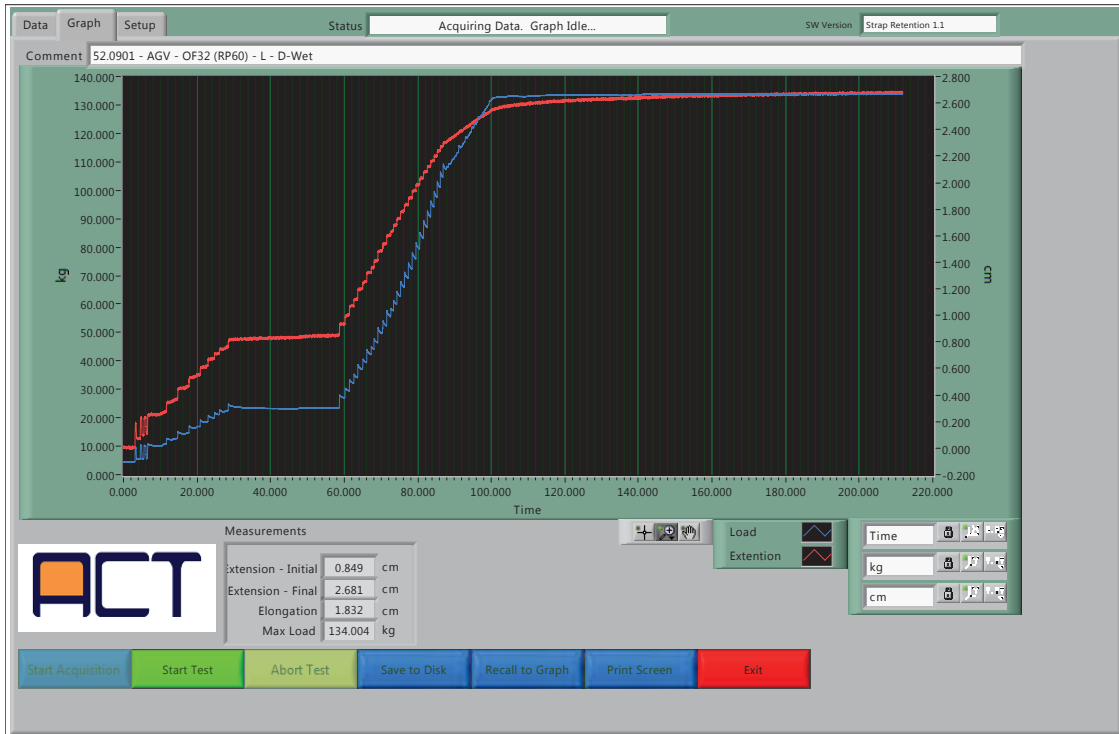 Data Graph Setup Status Acquiring Data. Graph Idle... SW Version Strap Retention 1.1
Comment 52.0901 - AGV - OF32 (RP60) - L - D-Wet
140.000
130.000
120.000
110.000
100.000
90.000
80.000
70.000
60.000
50.000
40.000
30.000
20.000
10.000
0.000
kg
2.800
2.600
2.400
2.200
2.000
1.800
1.600
1.400
1.200
1.000
0.800
0.600
0.400
0.200
0.000
-0.200
cm
0.000 20.000 40.000 60.000 80.000 100.000 120.000 140.000 160.000 180.000 200.000 220.000
Time
Measurements
Extension - Initial 0.849 cm
Extension - Final 2.681 cm
Elongation 1.832 cm
Max Load 134.004 kg
Load
Extention
Time
kg
cm
ACT
Start Acquisition Start Test Abort Test Save to Disk Recall to Graph Print Screen Exit